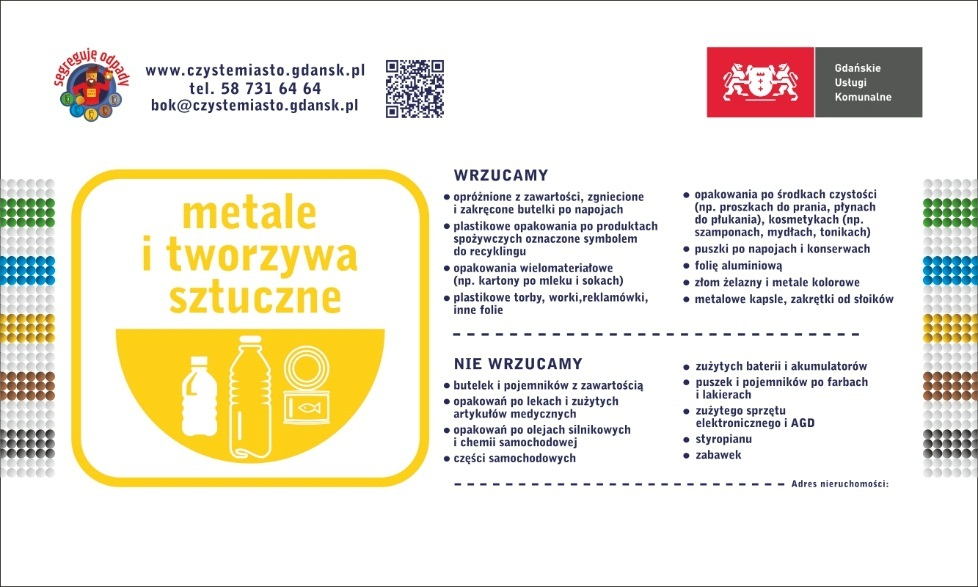 segreguję odpady
www.czystemiasto.gdansk.pl
tel. 58 731 64 64
bok@czystemiasto.gdansk.pl
Gdańskie
Usługi
Komunalne
metale
i tworzywa
sztuczne
WRZUCAMY
• opróżnione z zawartości, zgniecione
i zakręcone butelki po napojach
• plastikowe opakowania po produktach
spożywczych oznaczone symbolem
do recyklingu
• opakowania wielomateriałowe
(np. kartony po mleku i sokach)
• plastikowe torby, worki,reklamówki,
inne folie
• opakowania po środkach czystości
(np. proszkach do prania, płynach
do płukania), kosmetykach (np.
szamponach, mydłach, tonikach)
• puszki po napojach i konserwach
• folię aluminiową
• złom żelazny i metale kolorowe
• metalowe kapsle, zakrętki od słoików
NIE WRZUCAMY
• butelek i pojemników z zawartością
• opakowań po lekach i zużytych
artykułów medycznych
• opakowań po olejach silnikowych
i chemii samochodowej
• części samochodowych
• zużytych baterii i akumulatorów
• puszek i pojemników po farbach
i lakierach
• zużytego sprzętu
elektronicznego i AGD
• styropianu
• zabawek
Adres nieruchomości: